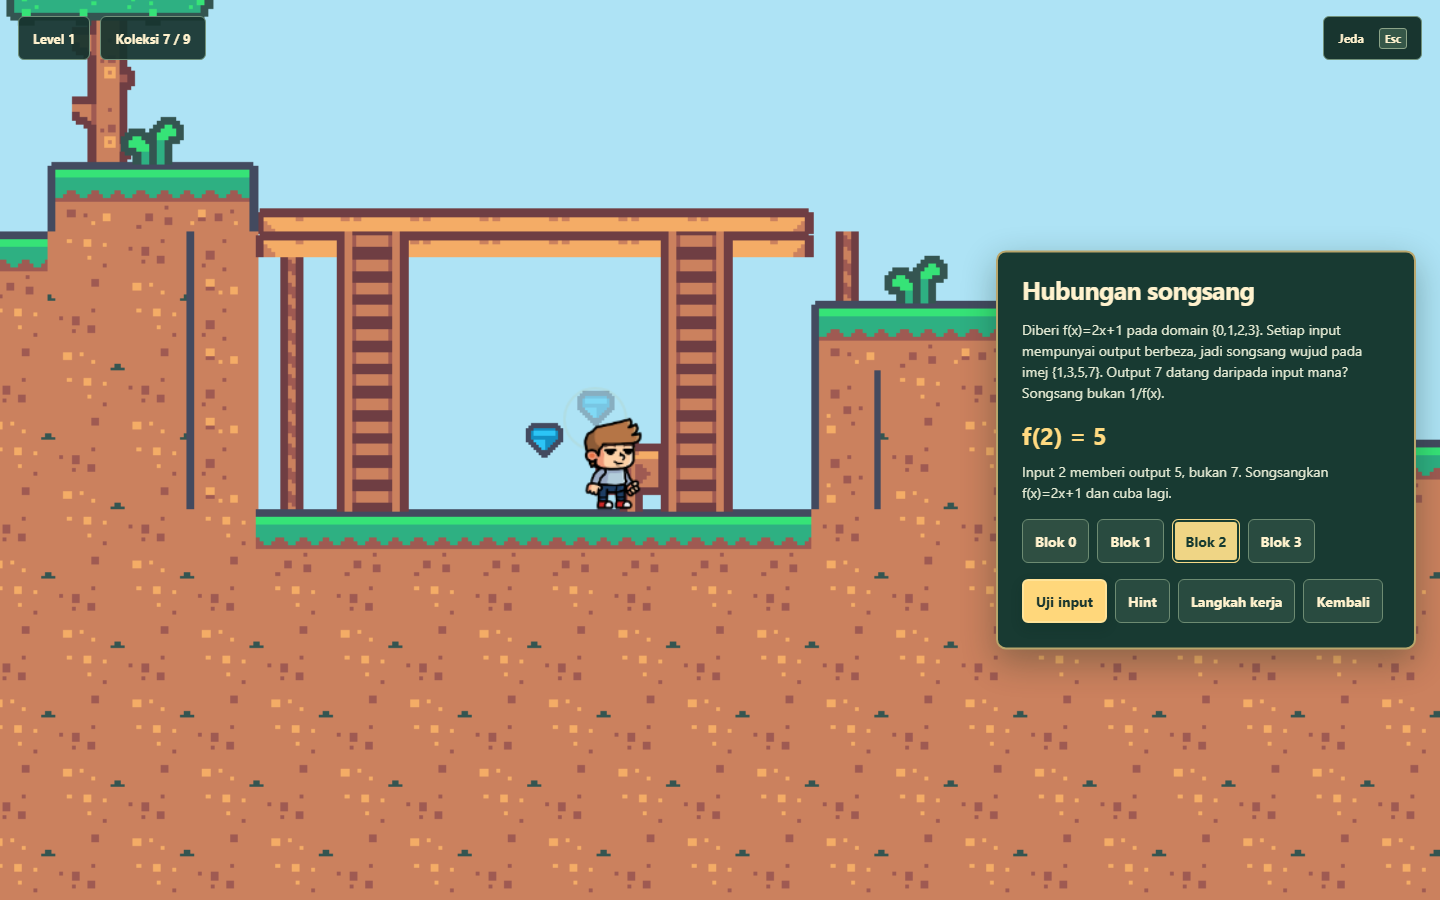 Level 1
Koleksi 7 / 9
Jeda Esc
Hubungan songsang
Diberi f(x)=2x+1 pada domain {0,1,2,3}. Setiap input
mempunyai output berbeza, jadi songsang wujud pada
imej {1,3,5,7}. Output 7 datang daripada input mana?
Songsang bukan 1/f(x).
f(2) = 5
Input 2 memberi output 5, bukan 7. Songsangkan
f(x)=2x+1 dan cuba lagi.
Blok 0 Blok 1 Blok 2 Blok 3
Uji input Hint Langkah kerja Kembali